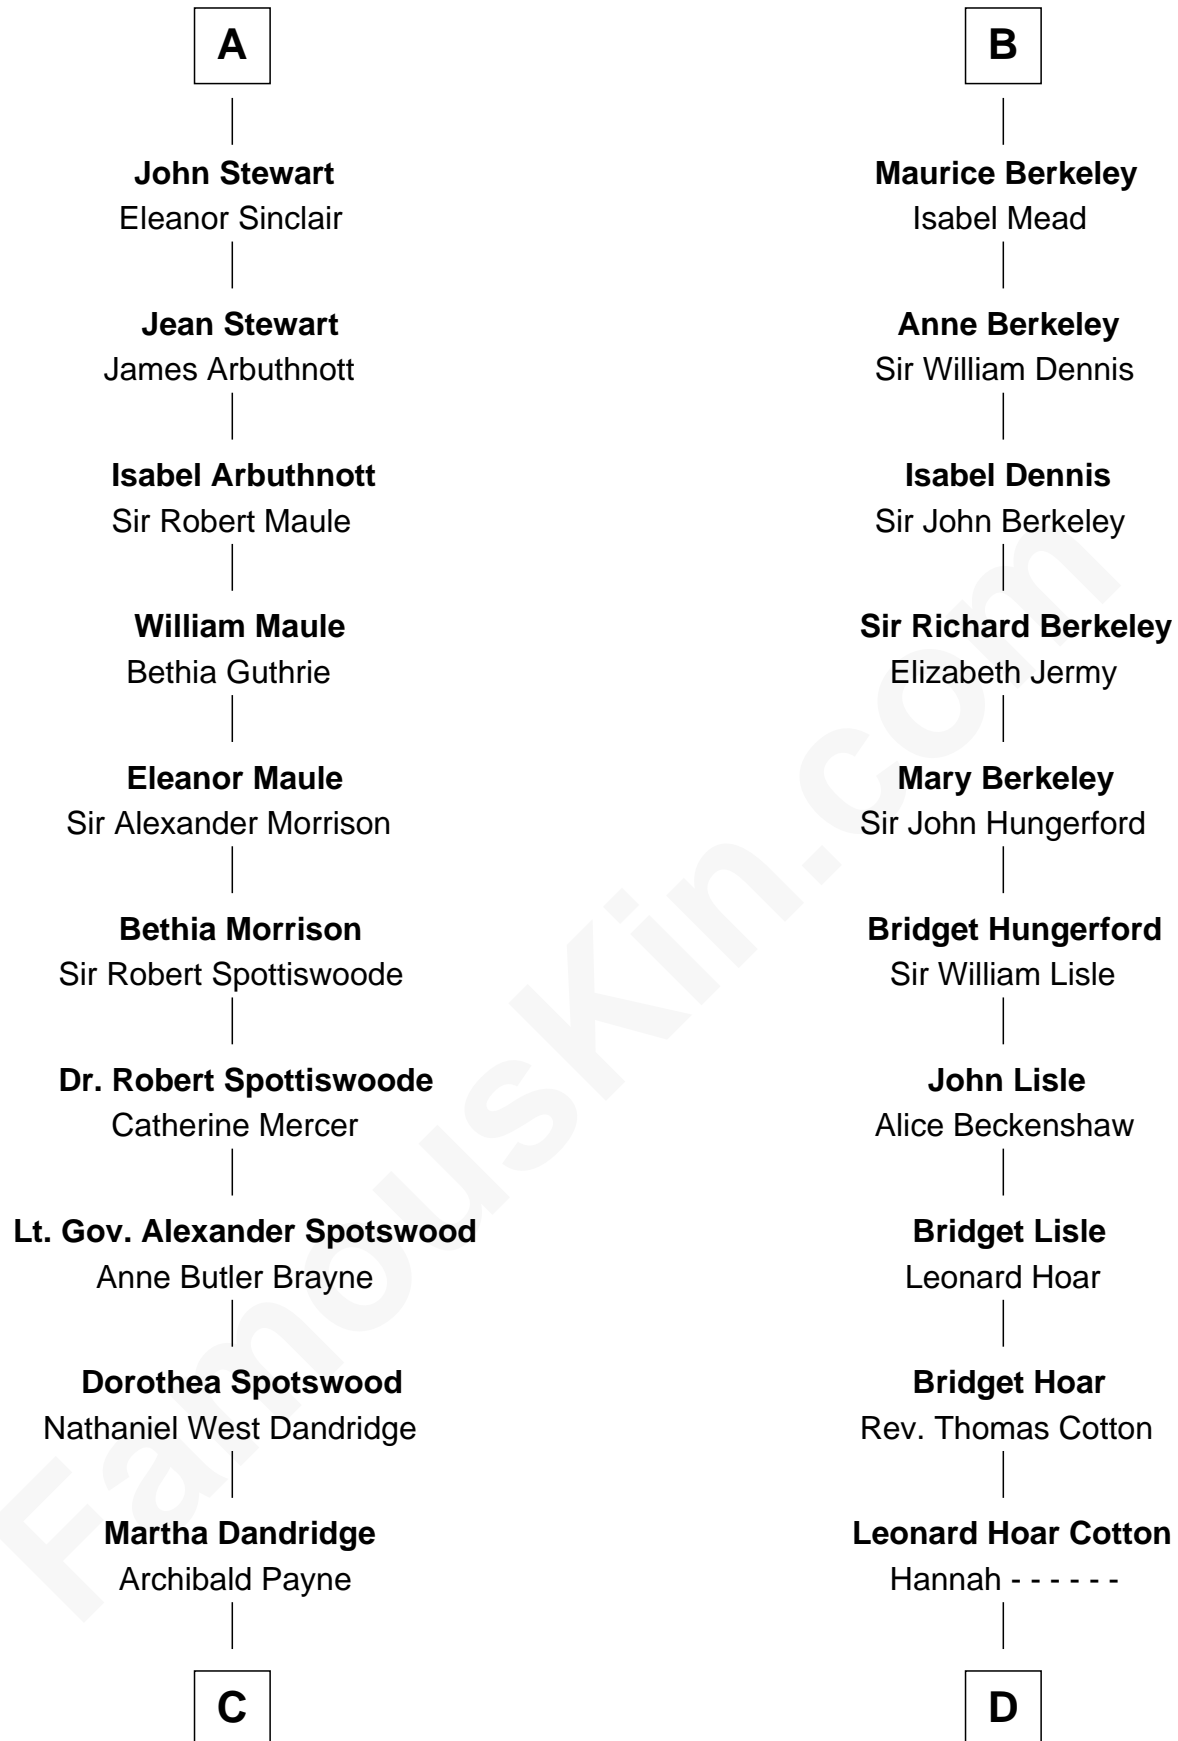 A
John Stewart
Eleanor Sinclair
Jean Stewart
James Arbuthnott
Isabel Arbuthnott
Sir Robert Maule
William Maule
Bethia Guthrie
Eleanor Maule
Sir Alexander Morrison
Bethia Morrison
Sir Robert Spottiswoode
Dr. Robert Spottiswoode
Catherine Mercer
Lt. Gov. Alexander Spotswood
Anne Butler Brayne
Dorothea Spotswood
Nathaniel West Dandridge
Martha Dandridge
Archibald Payne
C
B
Maurice Berkeley
Isabel Mead
Anne Berkeley
Sir William Dennis
Isabel Dennis
Sir John Berkeley
Sir Richard Berkeley
Elizabeth Jermy
Mary Berkeley
Sir John Hungerford
Bridget Hungerford
Sir William Lisle
John Lisle
Alice Beckenshaw
Bridget Lisle
Leonard Hoar
Bridget Hoar
Rev. Thomas Cotton
Leonard Hoar Cotton
Hannah - - - - - -
D
FamousKin.com